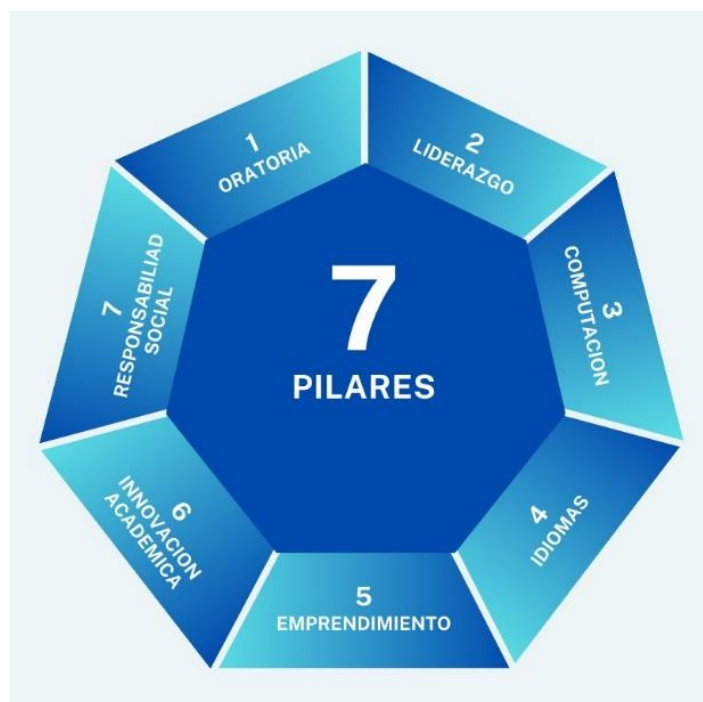 7
PILARES
1
ORATORIA
2
LIDERAZGO
3
COMPUTACION
4
IDIOMAS
5
EMPRENDIMIENTO
6
INNOVACION
ACADEMICA
7
RESPONSABILIAD
SOCIAL